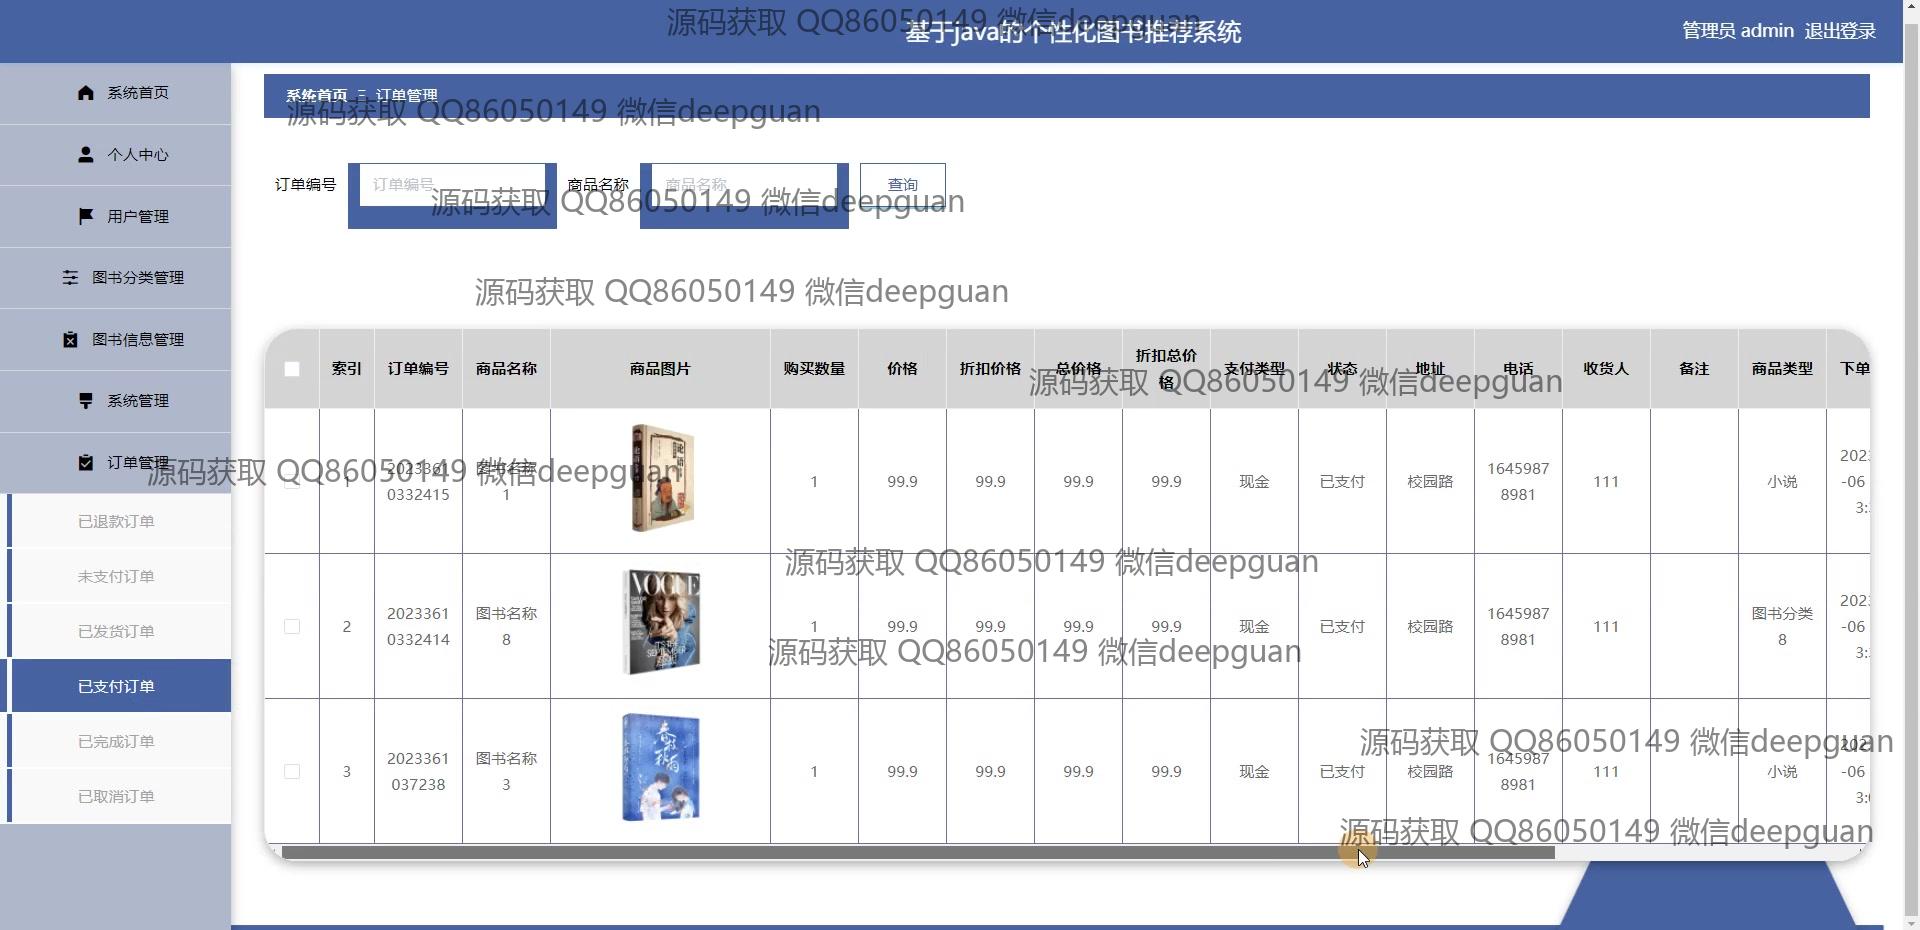 源码获取 QQ86050149 微信deepguan
基于java的个性化图书推荐系统
管理员 admin 退出登录
系统首页
个人中心
用户管理
图书分类管理
图书信息管理
系统管理
订单管理
已退款订单
未支付订单
已发货订单
已支付订单
已完成订单
已取消订单
系统首页 Ξ 订单管理
源码获取 QQ86050149 微信deepguan
订单编号 订单编号 商品名称 商品名称 查询
源码获取 QQ86050149 微信deepguan
源码获取 QQ86050149 微信deepguan
索引 订单编号 商品名称 商品图片 购买数量 价格 折扣价格 总价格 折扣总价格 支付类型 状态 地址 电话 收货人 备注 商品类型 下单
源码获取 QQ86050149 微信deepguan
源码获取 QQ86050149 微信deepguan
1 2023361 0332415 图书名称 1 论语 1 99.9 99.9 99.9 99.9 现金 已支付 校园路 1645987 8981 111 小说 202 -06 3:
源码获取 QQ86050149 微信deepguan
2 2023361 0332414 图书名称 8 VOGUE IT'S THE SEPTEMBER ISSUE! 1 99.9 99.9 99.9 99.9 现金 已支付 校园路 1645987 8981 111 图书分类 8 202 -06 3:
源码获取 QQ86050149 微信deepguan
源码获取 QQ86050149 微信deepguan
3 2023361 037238 图书名称 3 1 99.9 99.9 99.9 99.9 现金 已支付 校园路 1645987 8981 111 小说 202 -06 3:
源码获取 QQ86050149 微信deepguan